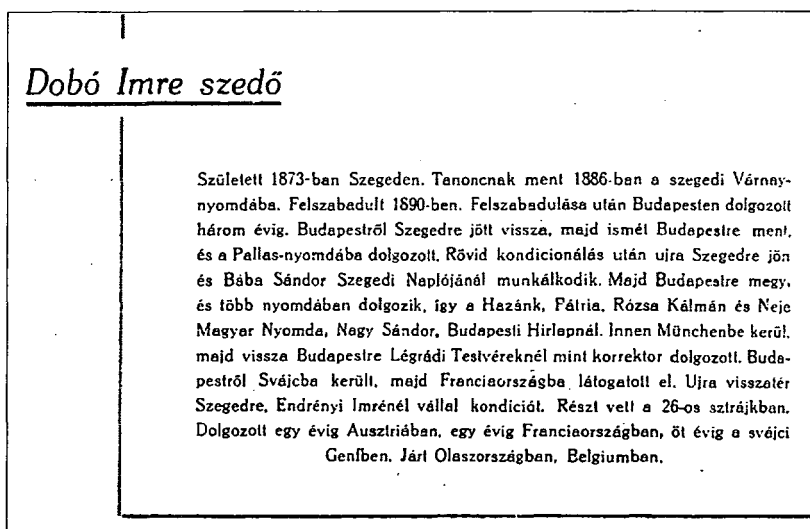 Dobó Imre szedő
Született 1873-ban Szegeden. Tanoncnak ment 1886-ban a szegedi Várnay-
nyomdába. Felszabadult 1890-ben. Felszabadulása után Budapesten dolgozott
három évig. Budapestről Szegedre jött vissza, majd ismét Budapestre ment,
és a Pallas-nyomdába dolgozott. Rövid kondicionálás után ujra Szegedre jön
és Bába Sándor Szegedi Naplójánál munkálkodik. Majd Budapestre megy,
és több nyomdában dolgozik, így a Hazánk, Pátria, Rózsa Kálmán és Neje
Magyar Nyomda, Nagy Sándor, Budapesti Hirlapnál. Innen Münchenbe kerül,
majd vissza Budapestre Légrádi Testvéreknél mint korrektor dolgozott. Buda-
pestről Svájcba került, majd Franciaországba látogatott el. Ujra visszatér
Szegedre, Endrényi Imrénél vállal kondiciót. Részt vett a 26-os sztrájkban.
Dolgozott egy évig Ausztriában, egy évig Franciaországban, öt évig a svájci
Genfben. Járt Olaszországban, Belgiumban.